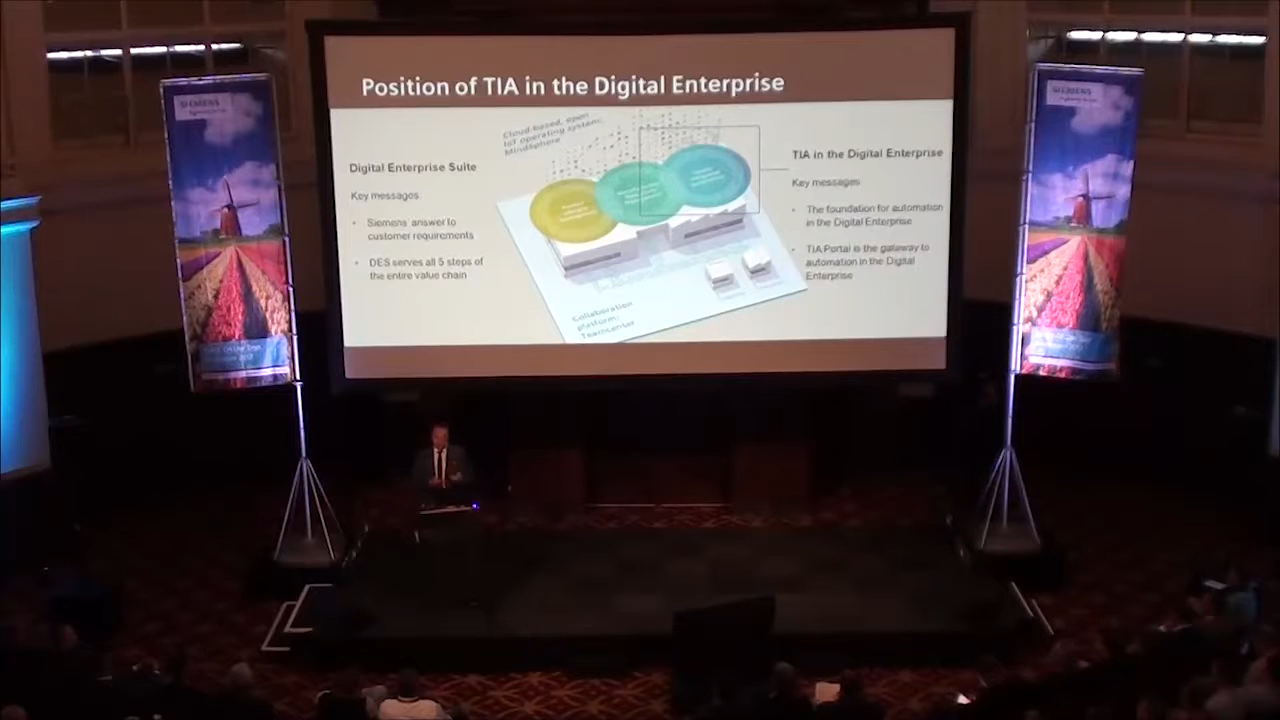 SIEMENS
SIEMENS
Position of TIA in the Digital Enterprise
Digital Enterprise Suite
Key messages
• Siemens' answer to
customer requirements
• DES serves all 5 steps of
the entire value chain
Cloud-based, open
IoT operating system:
MindSphere
Collaboration
platform:
Teamcenter
TIA in the Digital Enterprise
Key messages
• The foundation for automation
in the Digital Enterprise
• TIA Portal is the gateway to
automation in the Digital
Enterprise